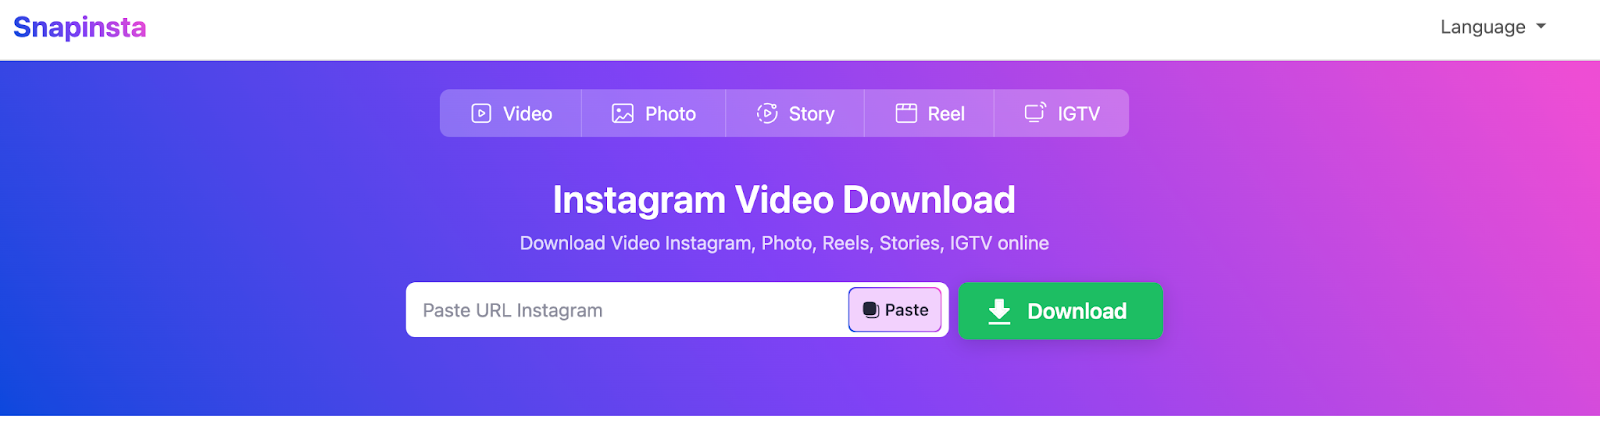 Snapinsta
Language
Video Photo Story Reel IGTV
Instagram Video Download
Download Video Instagram, Photo, Reels, Stories, IGTV online
Paste URL Instagram Paste Download